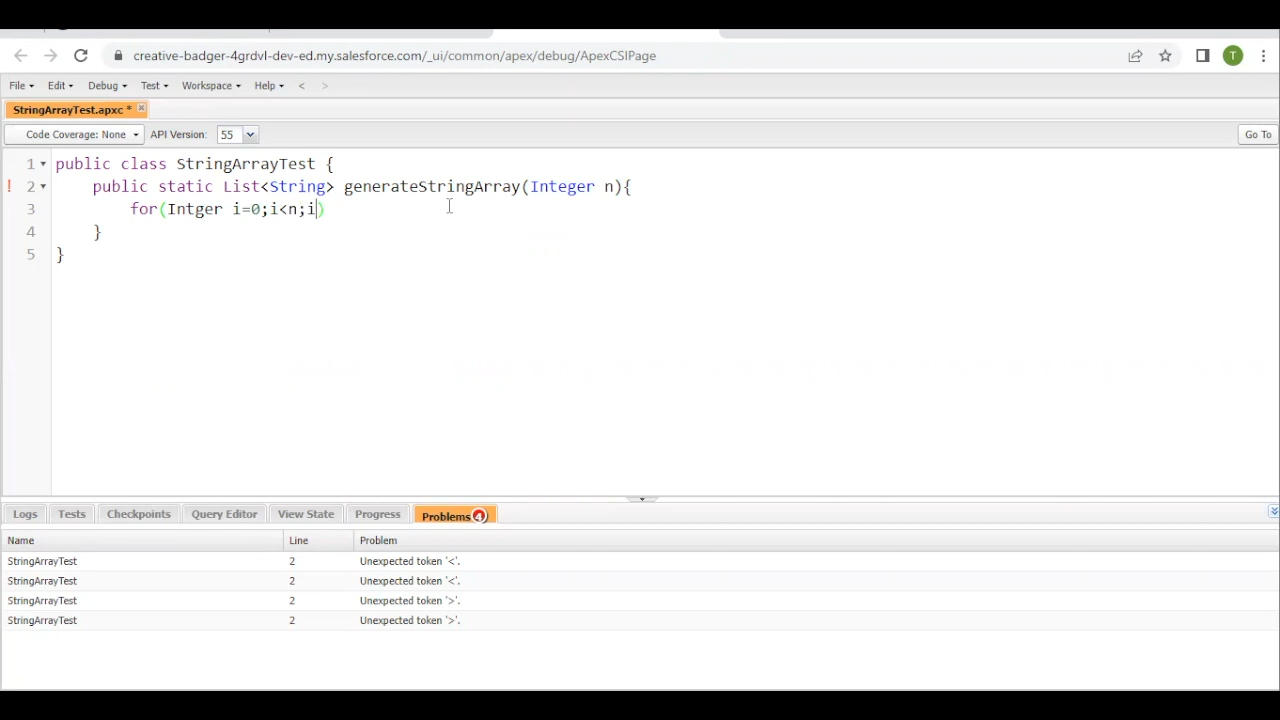 creative-badger-4grdvl-dev-ed.my.salesforce.com/_ui/common/apex/debug/ApexCSIPage
T
File Edit Debug Test Workspace Help < >
StringArrayTest.apxc *
Code Coverage: None API Version: 55 Go To
1 public class StringArrayTest {
! 2 public static List<String> generateStringArray(Integer n){
3 for(Intger i=0;i<n;i)
4 }
5 }
Logs Tests Checkpoints Query Editor View State Progress Problems 4
Name Line Problem
StringArrayTest 2 Unexpected token '<'.
StringArrayTest 2 Unexpected token '<'.
StringArrayTest 2 Unexpected token '>'.
StringArrayTest 2 Unexpected token '>'.